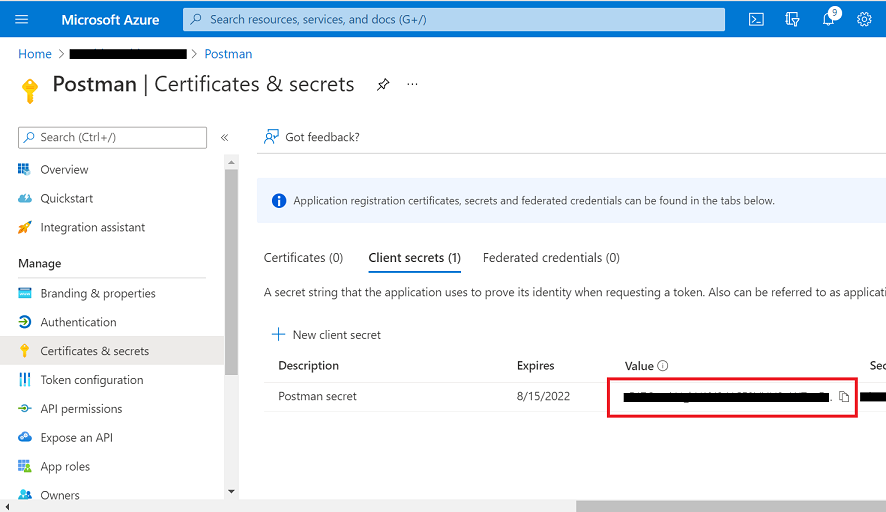 Microsoft Azure
Search resources, services, and docs (G+/)
9
Home > > Postman
Postman | Certificates & secrets
Search (Ctrl+/)
«
Got feedback?
Overview
Quickstart
Integration assistant
Manage
Branding & properties
Authentication
Certificates & secrets
Token configuration
API permissions
Expose an API
App roles
Owners
Application registration certificates, secrets and federated credentials can be found in the tabs below.
Certificates (0) Client secrets (1) Federated credentials (0)
A secret string that the application uses to prove its identity when requesting a token. Also can be referred to as applicati
New client secret
Description Expires Value Sec
Postman secret 8/15/2022